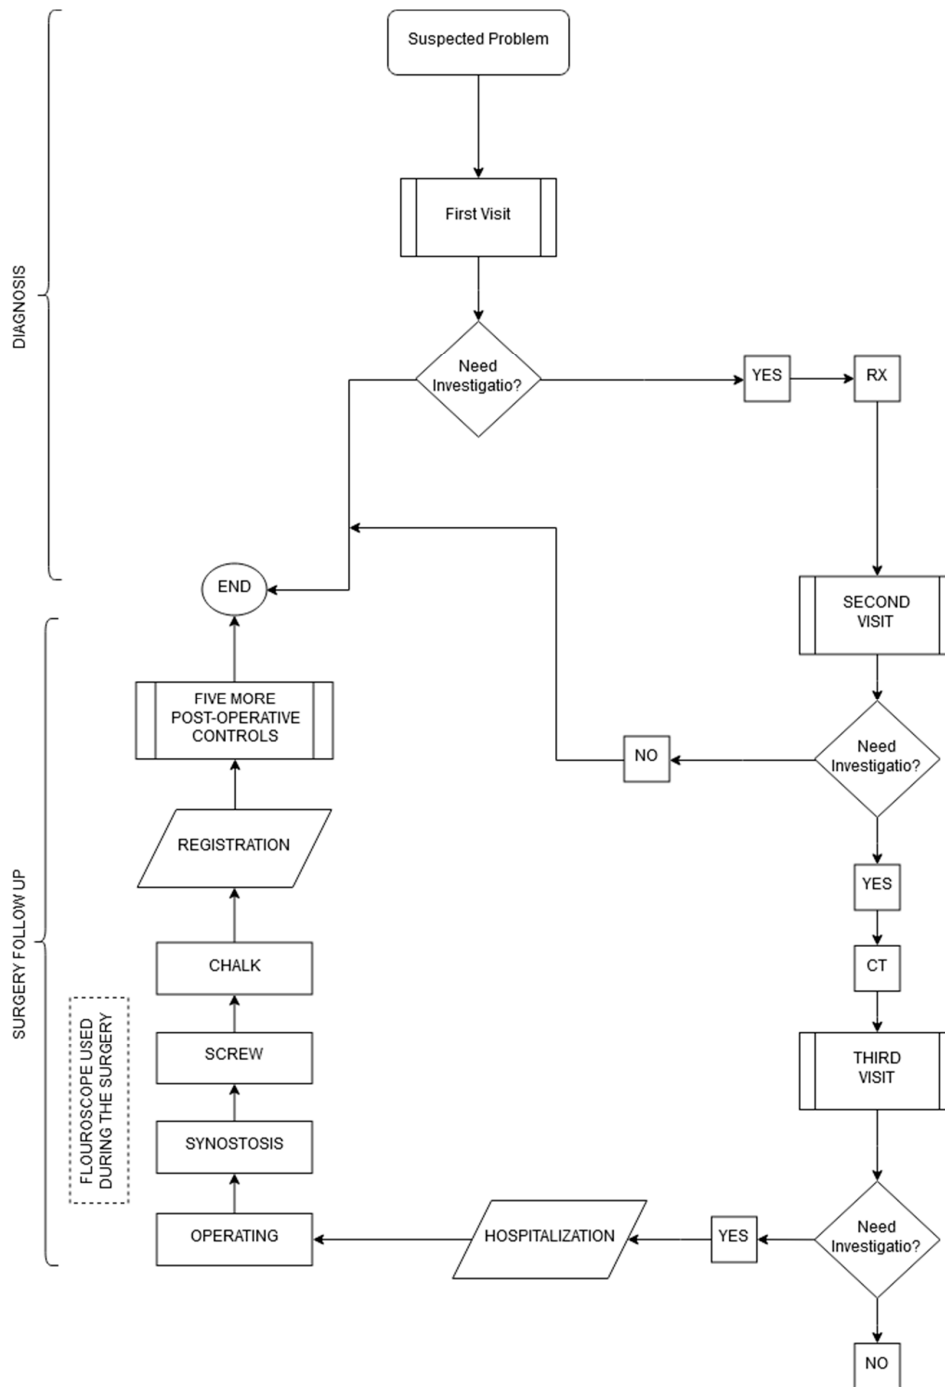 Suspected Problem
First Visit
DIAGNOSIS
Need
Investigatio?
YES
RX
END
SECOND
VISIT
FIVE MORE
POST-OPERATIVE
CONTROLS
NO
Need
Investigatio?
REGISTRATION
YES
SURGERY FOLLOW UP
CHALK
CT
FLOUROSCOPE USED
DURING THE SURGERY
SCREW
THIRD
VISIT
SYNOSTOSIS
OPERATING
HOSPITALIZATION
YES
Need
Investigatio?
NO